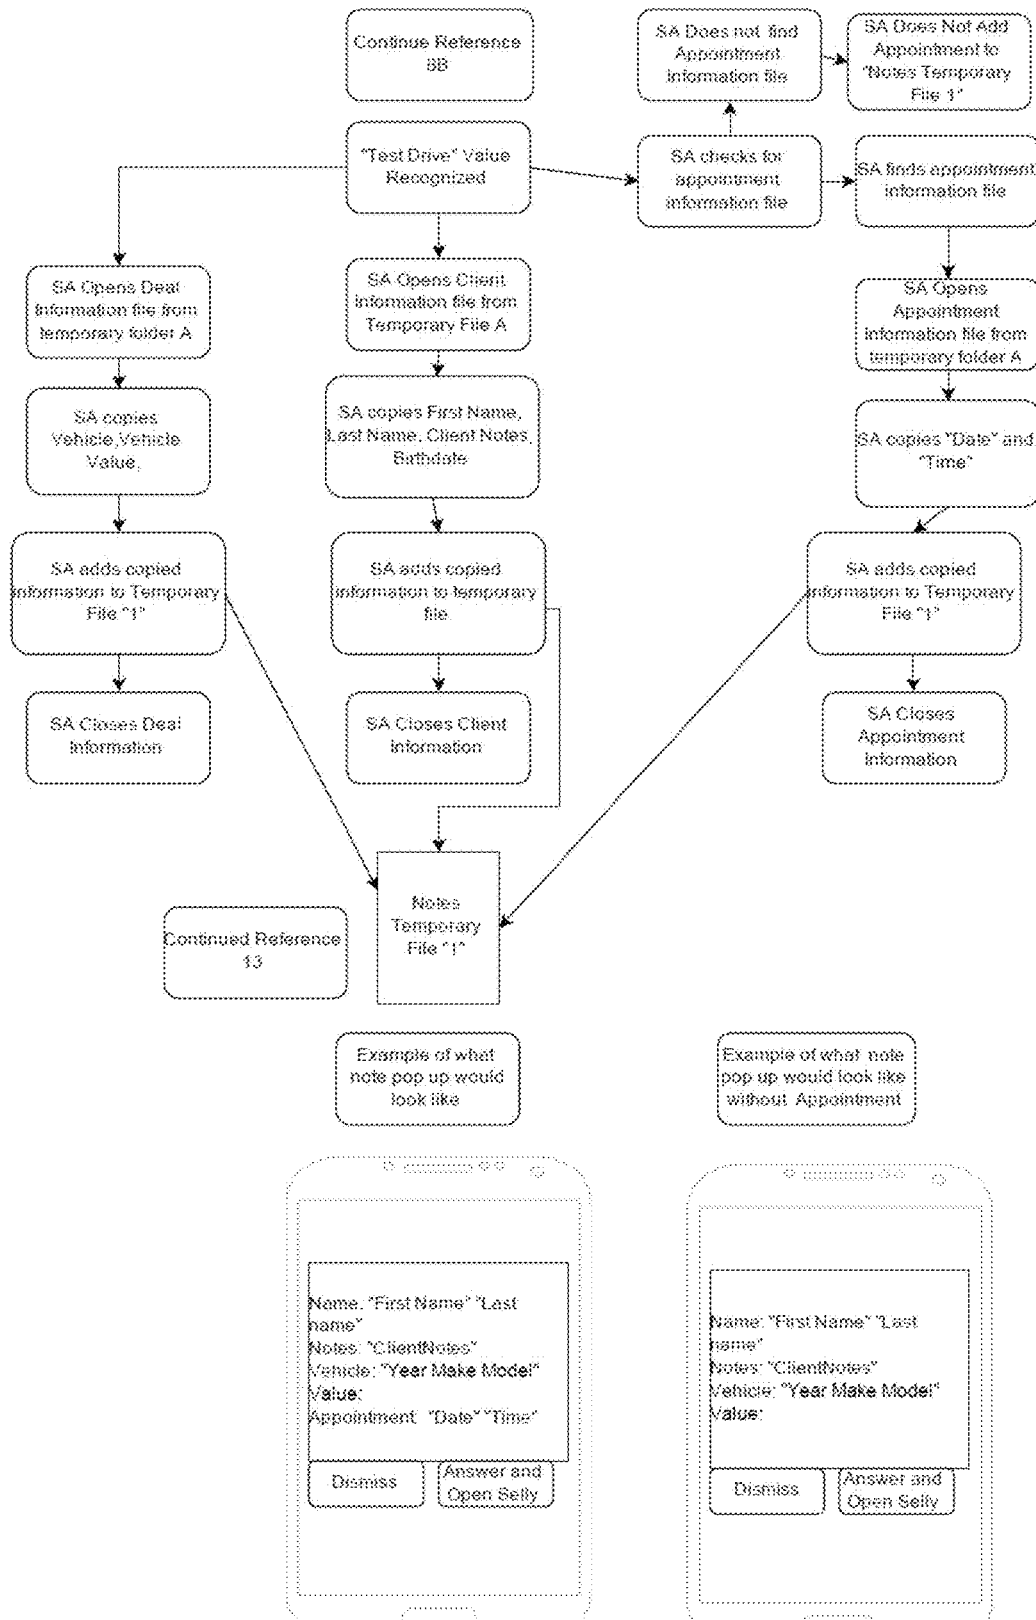 Continue Reference
8B
SA Does not find
Appointment
information file
SA Does Not Add
Appointment to
"Notes Temporary
File 1"
"Test Drive" Value
Recognized
SA checks for
appointment
information file
SA finds appointment
information file
SA Opens Deal
Information file from
temporary folder A
SA Opens Client
Information file from
Temporary File A
SA Opens
Appointment
Information file from
temporary folder A
SA copies
Vehicle,Vehicle
Value,
SA copies First Name,
Last Name, Client Notes,
Birthdate
SA copies "Date" and
"Time"
SA adds copied
information to Temporary
File "1"
SA adds copied
information to temporary
file.
SA adds copied
information to Temporary
File "1"
SA Closes Deal
Information
SA Closes Client
Information
SA Closes
Appointment
Information
Notes
Temporary
File "1"
Continued Reference
13
Example of what
note pop up would
look like
Example of what note
pop up would look like
without Appointment
Name: "First Name" "Last
name"
Notes: "ClientNotes"
Vehicle: "Year Make Model"
Value:
Appointment: "Date" "Time"
Dismiss
Answer and
Open Selly
Name: "First Name" "Last
name"
Notes: "ClientNotes"
Vehicle: "Year Make Model"
Value:
Dismiss
Answer and
Open Selly